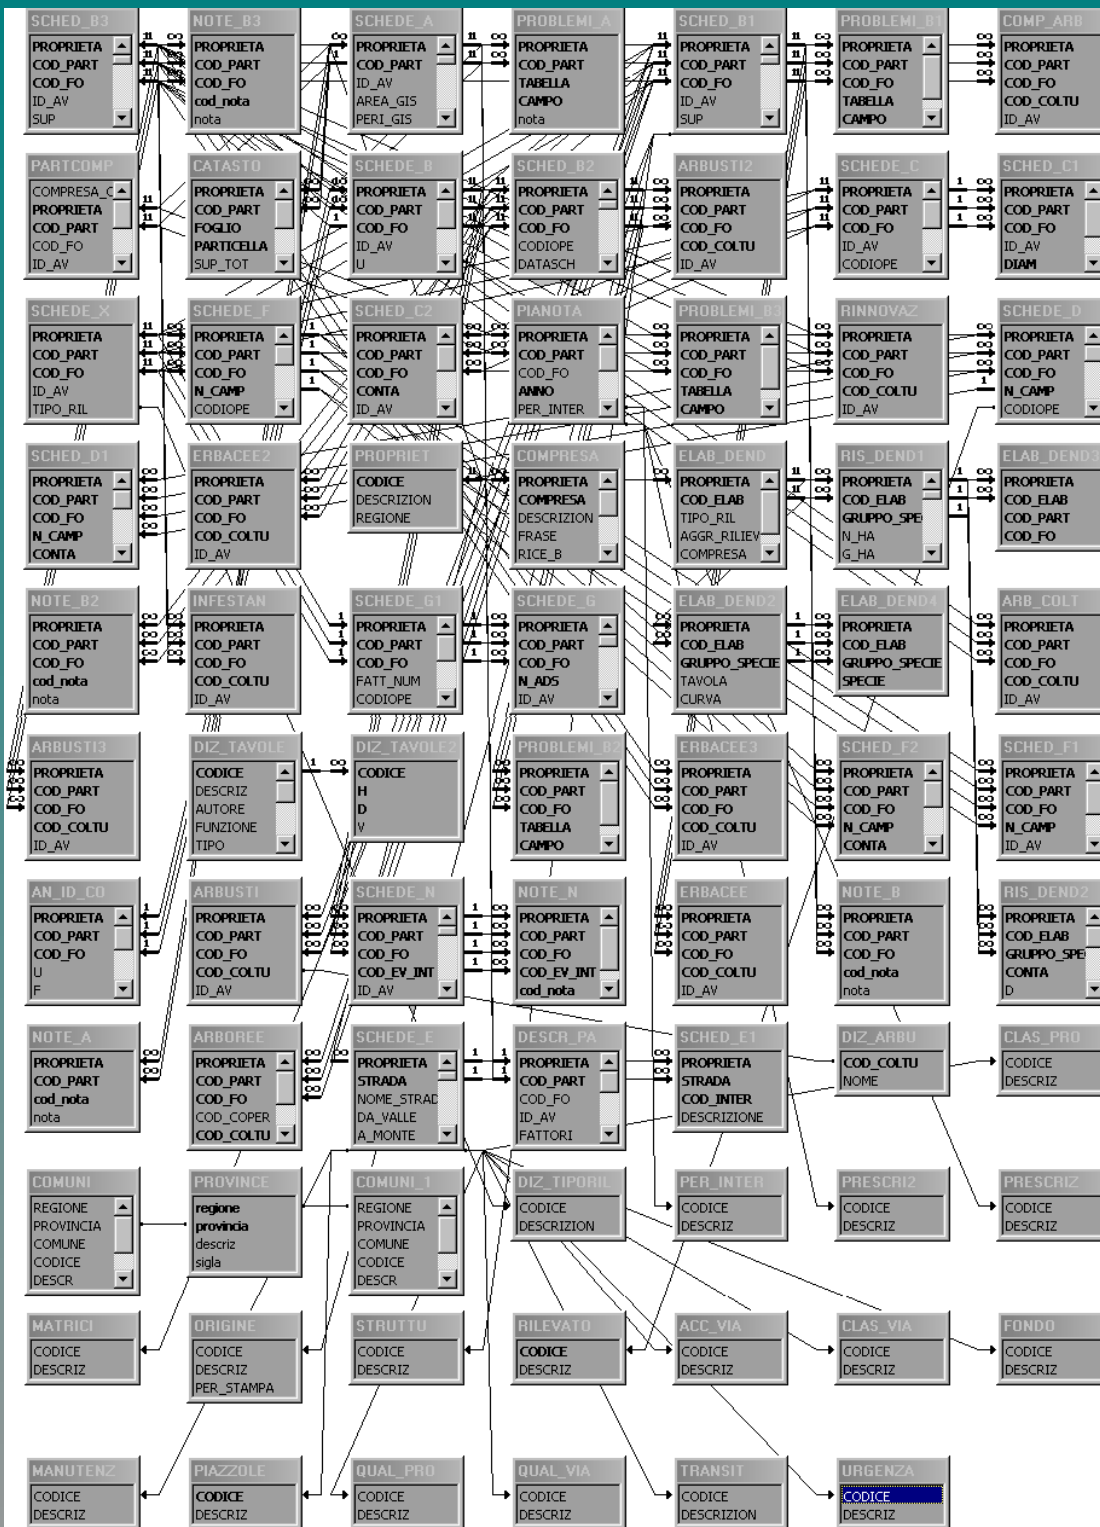 SCHED_B3
PROPRIETA
COD_PART
COD_FO
ID_AV
SUP
NOTE_B3
PROPRIETA
COD_PART
COD_FO
cod_nota
nota
SCHEDE_A
PROPRIETA
COD_PART
ID_AV
AREA_GIS
PERI_GIS
PROBLEMI_A
PROPRIETA
COD_PART
TABELLA
CAMPO
nota
SCHED_B1
PROPRIETA
COD_PART
COD_FO
ID_AV
SUP
PROBLEMI_B1
PROPRIETA
COD_PART
COD_FO
TABELLA
CAMPO
COMP_ARB
PROPRIETA
COD_PART
COD_FO
COD_COLTU
ID_AV
PARTCOMP
COMPRESA_C
PROPRIETA
COD_PART
COD_FO
ID_AV
CATASTO
PROPRIETA
COD_PART
FOGLIO
PARTICELLA
SUP_TOT
SCHEDE_B
PROPRIETA
COD_PART
COD_FO
ID_AV
U
SCHED_B2
PROPRIETA
COD_PART
COD_FO
CODIOPE
DATASCH
ARBUSTI2
PROPRIETA
COD_PART
COD_FO
COD_COLTU
ID_AV
SCHEDE_C
PROPRIETA
COD_PART
COD_FO
ID_AV
CODIOPE
SCHED_C1
PROPRIETA
COD_PART
COD_FO
ID_AV
DIAM
SCHEDE_X
PROPRIETA
COD_PART
COD_FO
ID_AV
TIPO_RIL
SCHEDE_F
PROPRIETA
COD_PART
COD_FO
N_CAMP
CODIOPE
SCHED_C2
PROPRIETA
COD_PART
COD_FO
CONTA
ID_AV
PIANOTA
PROPRIETA
COD_PART
COD_FO
ANNO
PER_INTER
PROBLEMI_B3
PROPRIETA
COD_PART
COD_FO
TABELLA
CAMPO
RINNOVAZ
PROPRIETA
COD_PART
COD_FO
COD_COLTU
ID_AV
SCHEDE_D
PROPRIETA
COD_PART
COD_FO
N_CAMP
CODIOPE
SCHED_D1
PROPRIETA
COD_PART
COD_FO
N_CAMP
CONTA
ERBACEE2
PROPRIETA
COD_PART
COD_FO
COD_COLTU
ID_AV
PROPRIET
CODICE
DESCRIZION
REGIONE
COMPRESA
PROPRIETA
COMPRESA
DESCRIZION
FRASE
RICE_B
ELAB_DEND
PROPRIETA
COD_ELAB
TIPO_RIL
AGGR_RILIEV
COMPRESA
RIS_DEND1
PROPRIETA
COD_ELAB
GRUPPO_SPE
N_HA
G_HA
ELAB_DEND3
PROPRIETA
COD_ELAB
COD_PART
COD_FO
NOTE_B2
PROPRIETA
COD_PART
COD_FO
cod_nota
nota
INFESTAN
PROPRIETA
COD_PART
COD_FO
COD_COLTU
ID_AV
SCHEDE_G1
PROPRIETA
COD_PART
COD_FO
FATT_NUM
CODIOPE
SCHEDE_G
PROPRIETA
COD_PART
COD_FO
N_ADS
ID_AV
ELAB_DEND2
PROPRIETA
COD_ELAB
GRUPPO_SPECIE
TAVOLA
CURVA
ELAB_DEND4
PROPRIETA
COD_ELAB
GRUPPO_SPECIE
SPECIE
ARB_COLT
PROPRIETA
COD_PART
COD_FO
COD_COLTU
ID_AV
ARBUSTI3
PROPRIETA
COD_PART
COD_FO
COD_COLTU
ID_AV
DIZ_TAVOLE
CODICE
DESCRIZ
AUTORE
FUNZIONE
TIPO
DIZ_TAVOLE2
CODICE
H
D
V
PROBLEMI_B2
PROPRIETA
COD_PART
COD_FO
TABELLA
CAMPO
ERBACEE3
PROPRIETA
COD_PART
COD_FO
COD_COLTU
ID_AV
SCHED_F2
PROPRIETA
COD_PART
COD_FO
N_CAMP
CONTA
SCHED_F1
PROPRIETA
COD_PART
COD_FO
N_CAMP
ID_AV
AN_ID_CO
PROPRIETA
COD_PART
COD_FO
U
F
ARBUSTI
PROPRIETA
COD_PART
COD_FO
COD_COLTU
ID_AV
SCHEDE_N
PROPRIETA
COD_PART
COD_FO
COD_EV_INT
ID_AV
NOTE_N
PROPRIETA
COD_PART
COD_FO
COD_EV_INT
cod_nota
ERBACEE
PROPRIETA
COD_PART
COD_FO
COD_COLTU
ID_AV
NOTE_B
PROPRIETA
COD_PART
COD_FO
cod_nota
nota
RIS_DEND2
PROPRIETA
COD_ELAB
GRUPPO_SPE
CONTA
D
NOTE_A
PROPRIETA
COD_PART
cod_nota
nota
ARBOREE
PROPRIETA
COD_PART
COD_FO
COD_COPER
COD_COLTU
SCHEDE_E
PROPRIETA
STRADA
NOME_STRAD
DA_VALLE
A_MONTE
DESCR_PA
PROPRIETA
COD_PART
COD_FO
ID_AV
FATTORI
SCHED_E1
PROPRIETA
STRADA
COD_INTER
DESCRIZIONE
DIZ_ARBU
COD_COLTU
NOME
CLAS_PRO
CODICE
DESCRIZ
COMUNI
REGIONE
PROVINCIA
COMUNE
CODICE
DESCR
PROVINCE
regione
provincia
descriz
sigla
COMUNI_1
REGIONE
PROVINCIA
COMUNE
CODICE
DESCR
DIZ_TIPORIL
CODICE
DESCRIZION
PER_INTER
CODICE
DESCRIZ
PRESCRI2
CODICE
DESCRIZ
PRESCRIZ
CODICE
DESCRIZ
MATRICI
CODICE
DESCRIZ
ORIGINE
CODICE
DESCRIZ
PER_STAMPA
STRUTTU
CODICE
DESCRIZ
RILEVATO
CODICE
DESCRIZ
ACC_VIA
CODICE
DESCRIZ
CLAS_VIA
CODICE
DESCRIZ
FONDO
CODICE
DESCRIZ
MANUTENZ
CODICE
DESCRIZ
PIAZZOLE
CODICE
DESCRIZ
QUAL_PRO
CODICE
DESCRIZ
QUAL_VIA
CODICE
DESCRIZ
TRANSIT
CODICE
DESCRIZION
URGENZA
CODICE
DESCRIZ